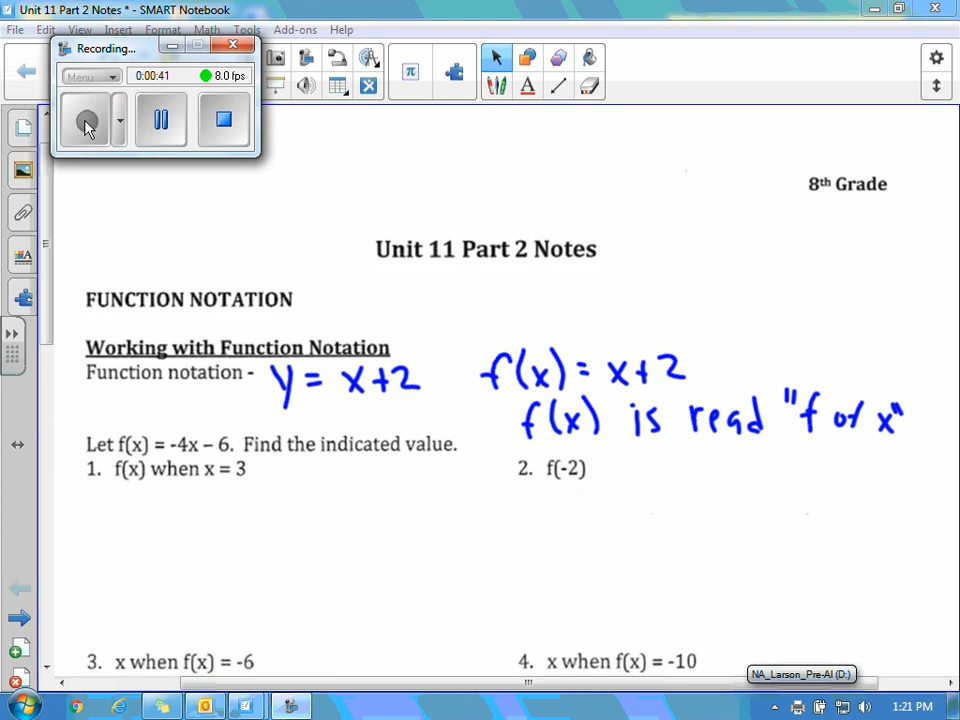 Unit 11 Part 2 Notes * - SMART Notebook
File Edit View Insert Format Math Tools Add-ons Help
Recording...
Menu 0:00:41 8.0 fps
π
8th Grade
Unit 11 Part 2 Notes
FUNCTION NOTATION
Working with Function Notation
Function notation - y = x+2 f(x) = x+2
f(x) is read "f of x"
Let f(x) = -4x – 6. Find the indicated value.
1. f(x) when x = 3 2. f(-2)
3. x when f(x) = -6 4. x when f(x) = -10
NA_Larson_Pre-Al (D:)
1:21 PM